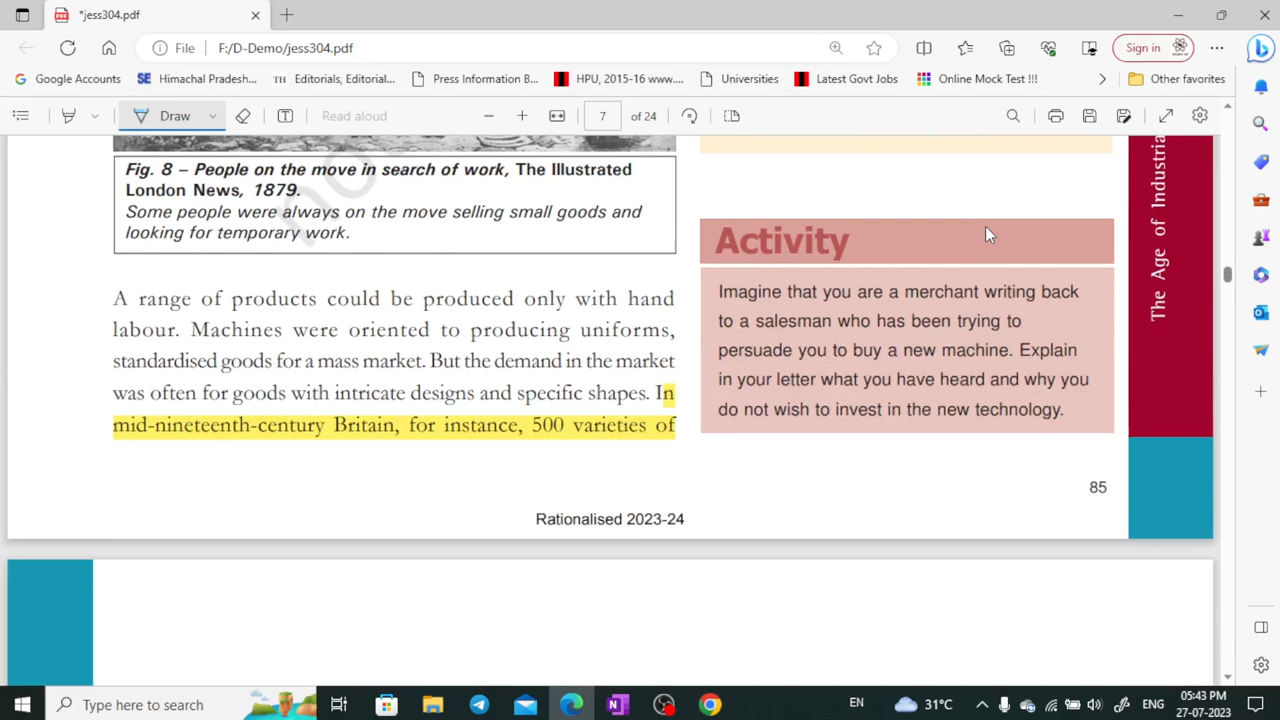 *jess304.pdf
File F:/D-Demo/jess304.pdf Sign in
Google Accounts SE Himachal Pradesh... TH Editorials, Editorial... Press Information B... HPU, 2015-16 www.... Universities Latest Govt Jobs Online Mock Test !!! Other favorites
Draw Read aloud 7 of 24
Fig. 8 – People on the move in search of work, The Illustrated
London News, 1879.
Some people were always on the move selling small goods and
looking for temporary work.
A range of products could be produced only with hand
labour. Machines were oriented to producing uniforms,
standardised goods for a mass market. But the demand in the market
was often for goods with intricate designs and specific shapes. In
mid-nineteenth-century Britain, for instance, 500 varieties of
Activity
Imagine that you are a merchant writing back
to a salesman who has been trying to
persuade you to buy a new machine. Explain
in your letter what you have heard and why you
do not wish to invest in the new technology.
The Age of Industria
85
Rationalised 2023-24
Type here to search EN 31°C ENG 05:43 PM
27-07-2023